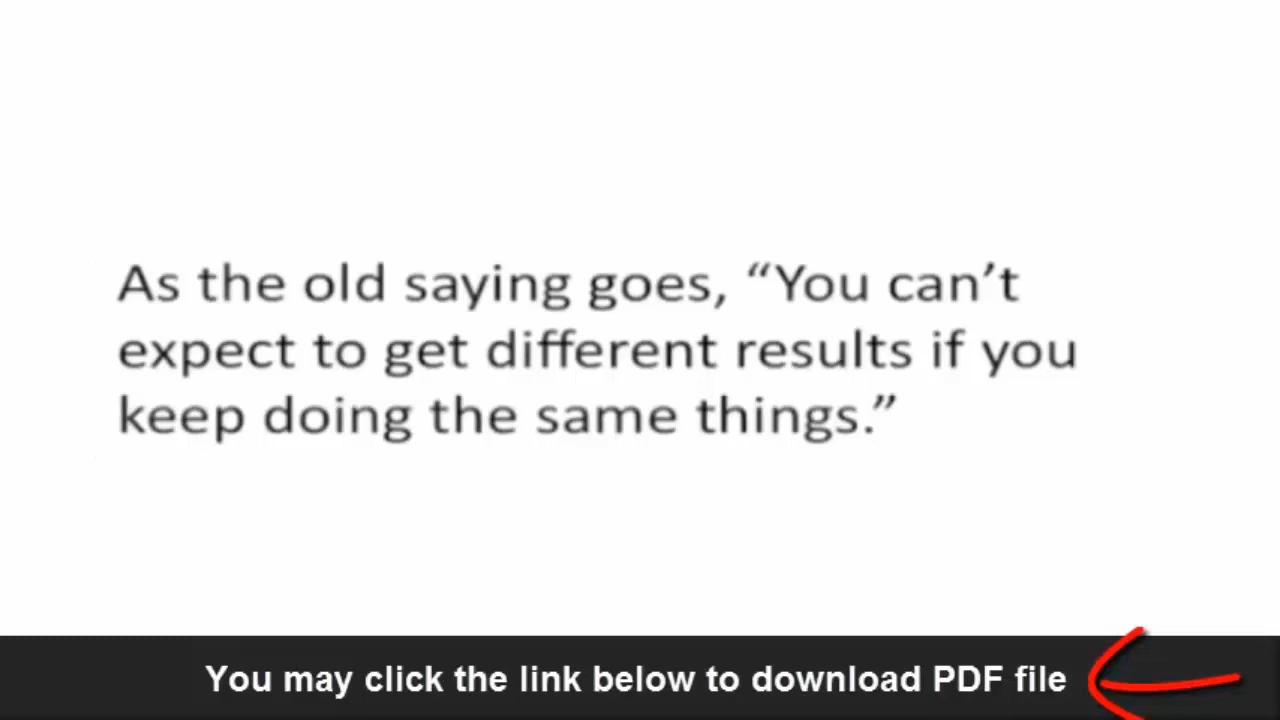 As the old saying goes, “You can’t
expect to get different results if you
keep doing the same things.”
You may click the link below to download PDF file